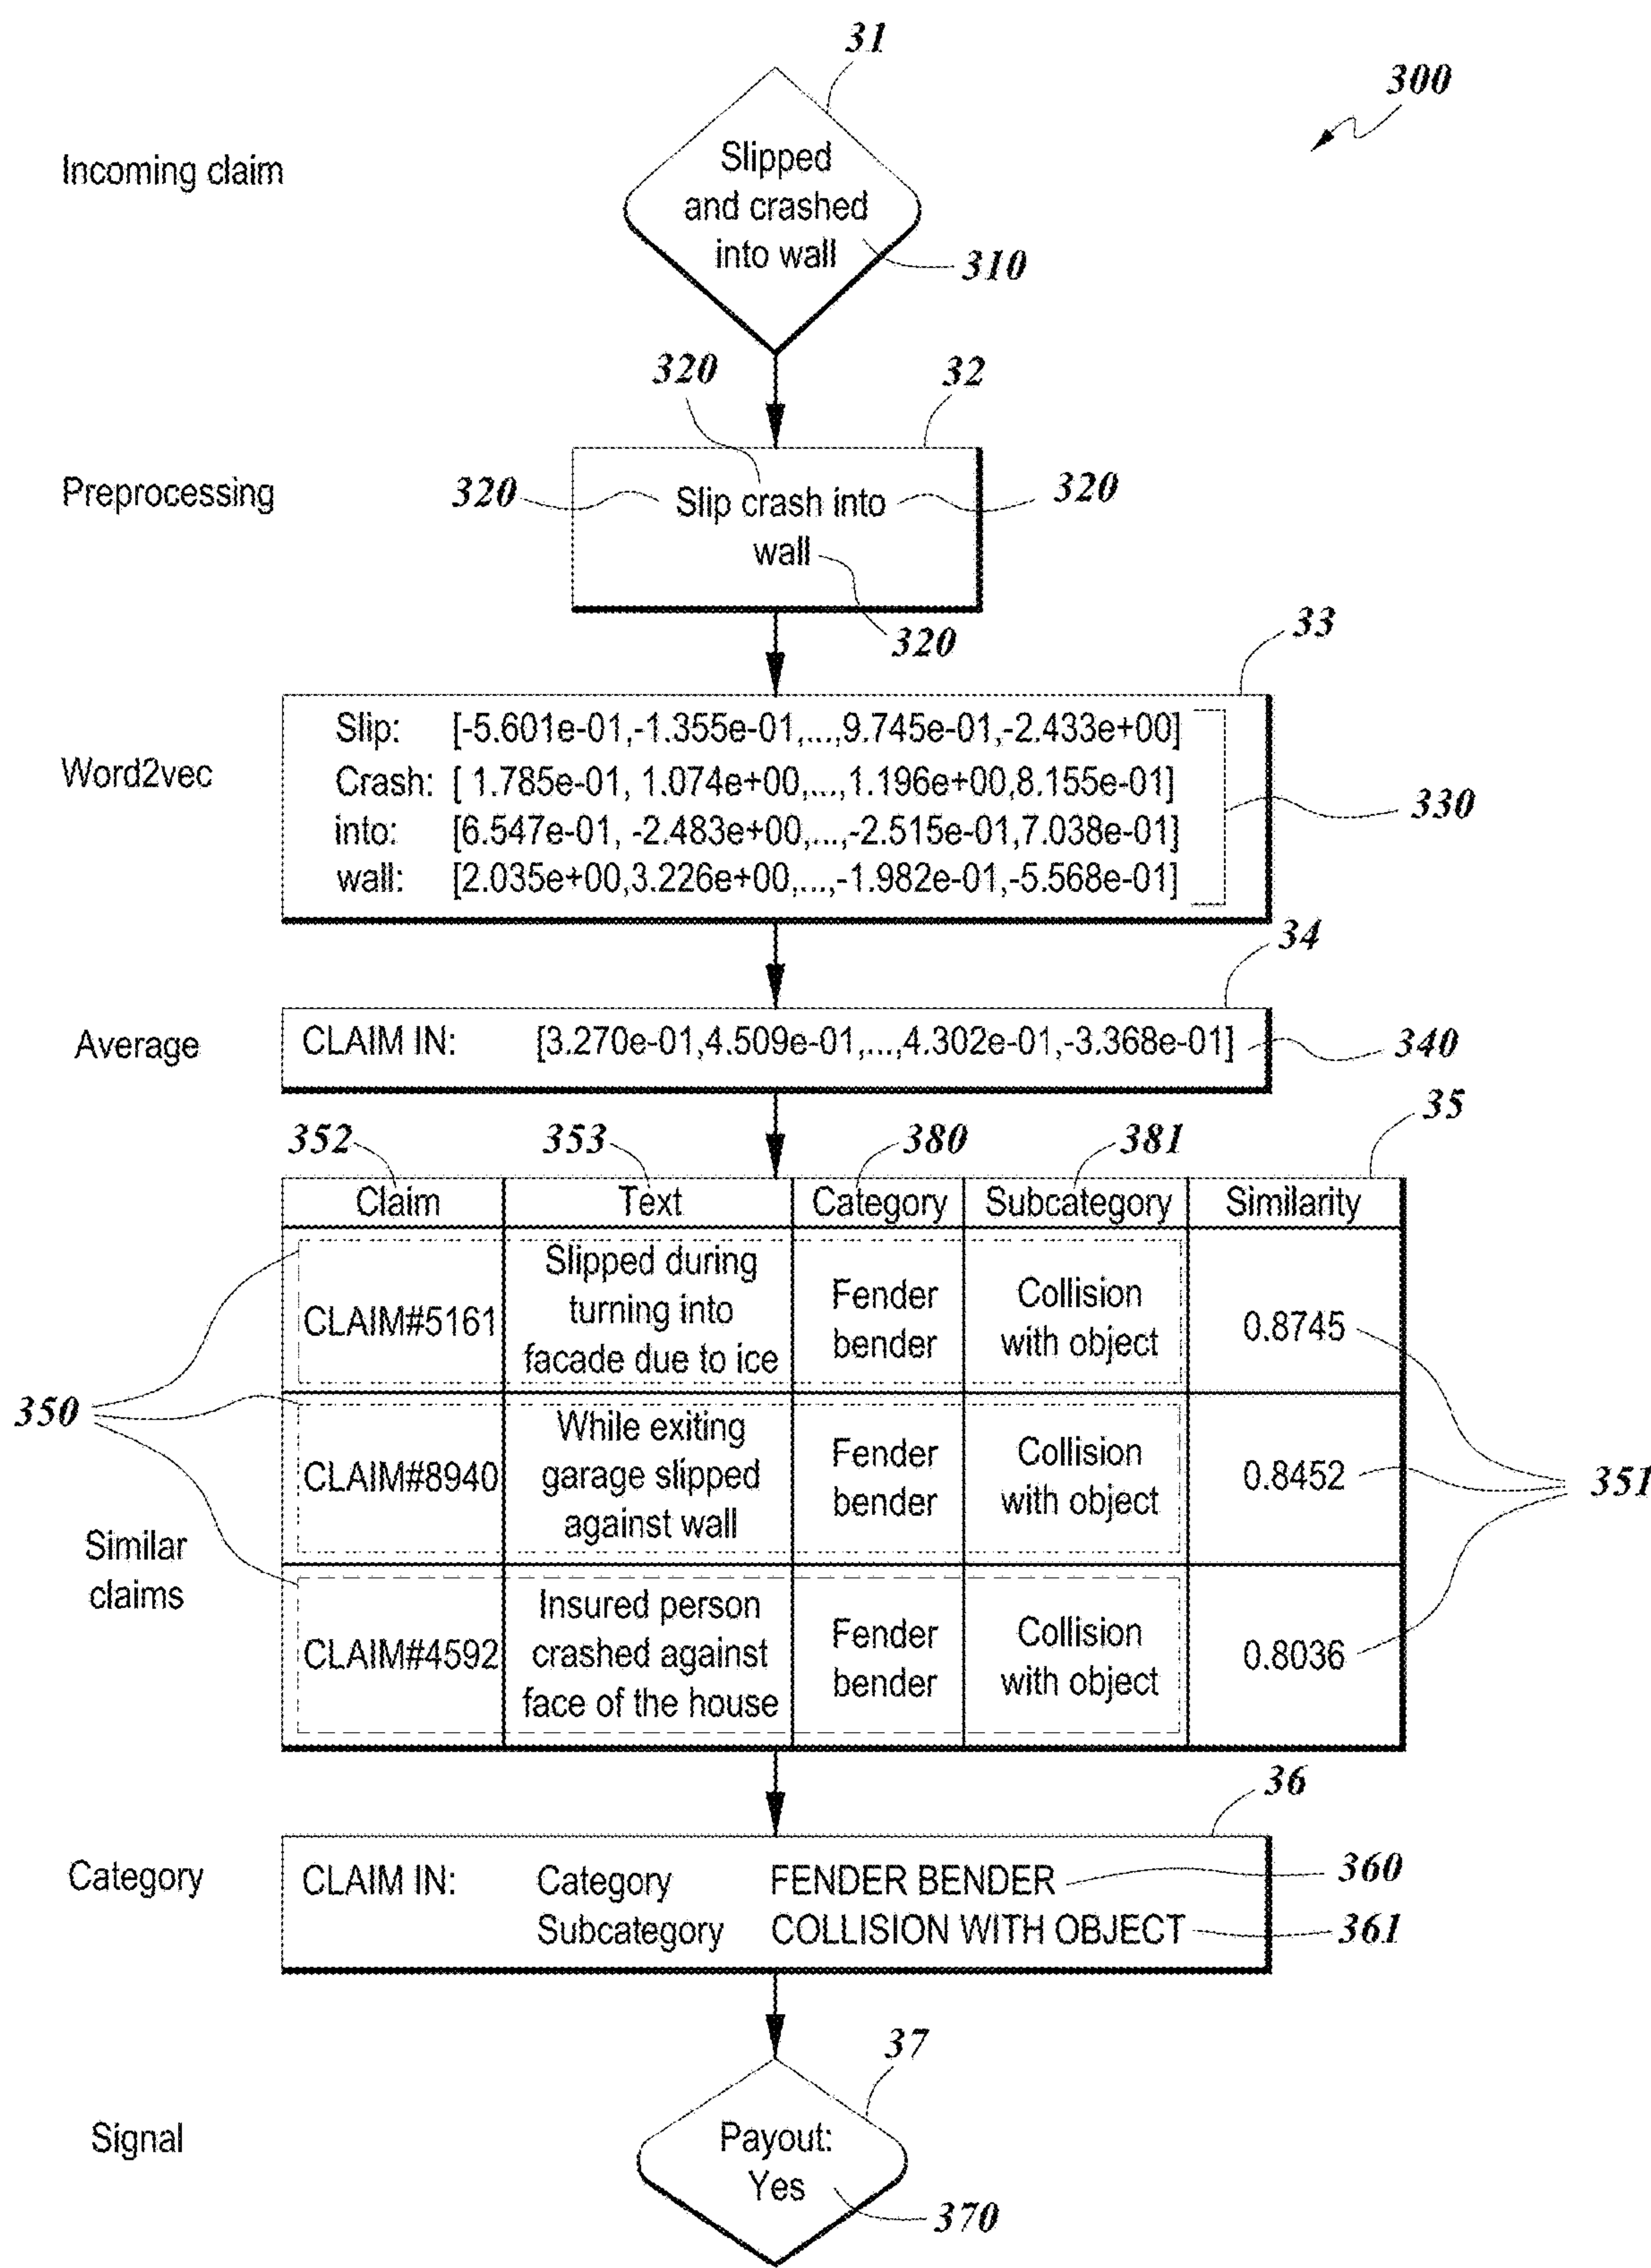 31
300
Incoming claim
Slipped
and crashed
into wall
310
320
32
Preprocessing
320
Slip crash into
320
wall
320
33
Word2vec
Slip: [-5.601e-01,-1.355e-01,...,9.745e-01,-2.433e+00]
Crash: [ 1.785e-01, 1.074e+00,...,1.196e+00,8.155e-01]
into: [6.547e-01, -2.483e+00,...,-2.515e-01,7.038e-01]
wall: [2.035e+00,3.226e+00,...,-1.982e-01,-5.568e-01]
330
34
Average
CLAIM IN: [3.270e-01,4.509e-01,...,4.302e-01,-3.368e-01]
340
35
352
353
380
381
Claim Text Category Subcategory Similarity
CLAIM#5161
Slipped during
turning into
facade due to ice
Fender
bender
Collision
with object
0.8745
350
CLAIM#8940
While exiting
garage slipped
against wall
Fender
bender
Collision
with object
0.8452
351
Similar
claims
CLAIM#4592
Insured person
crashed against
face of the house
Fender
bender
Collision
with object
0.8036
36
Category
CLAIM IN: Category FENDER BENDER
360
Subcategory COLLISION WITH OBJECT
361
37
Signal
Payout:
Yes
370